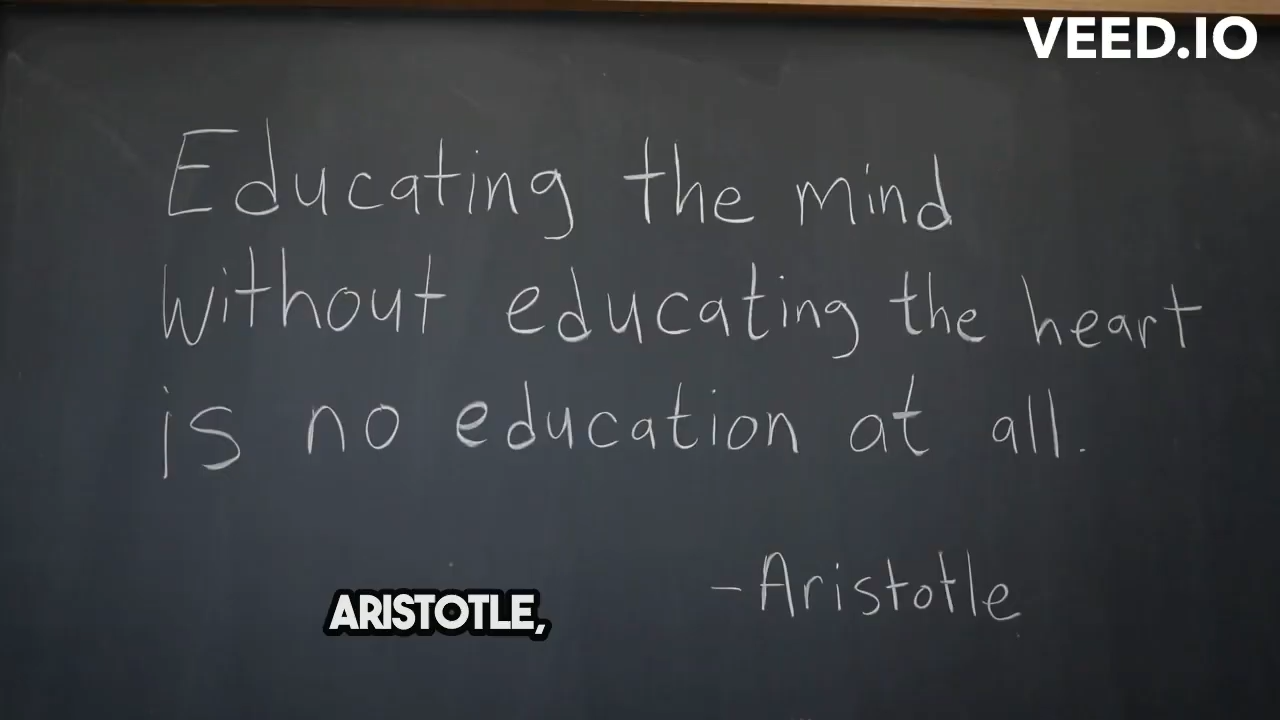 VEED.IO
Educating the mind
without educating the heart
is no education at all.
-Aristotle
ARISTOTLE,